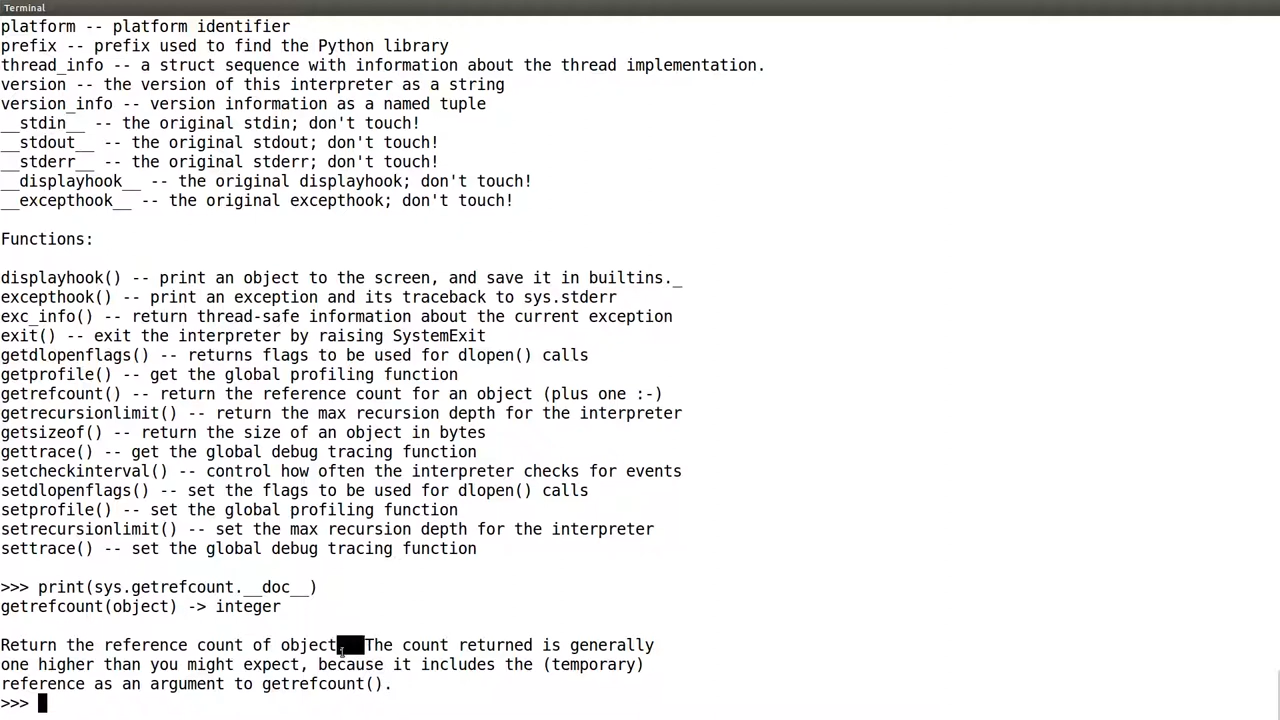 Terminal
platform -- platform identifier
prefix -- prefix used to find the Python library
thread_info -- a struct sequence with information about the thread implementation.
version -- the version of this interpreter as a string
version_info -- version information as a named tuple
__stdin__ -- the original stdin; don't touch!
__stdout__ -- the original stdout; don't touch!
__stderr__ -- the original stderr; don't touch!
__displayhook__ -- the original displayhook; don't touch!
__excepthook__ -- the original excepthook; don't touch!
Functions:
displayhook() -- print an object to the screen, and save it in builtins._
excepthook() -- print an exception and its traceback to sys.stderr
exc_info() -- return thread-safe information about the current exception
exit() -- exit the interpreter by raising SystemExit
getdlopenflags() -- returns flags to be used for dlopen() calls
getprofile() -- get the global profiling function
getrefcount() -- return the reference count for an object (plus one :-)
getrecursionlimit() -- return the max recursion depth for the interpreter
getsizeof() -- return the size of an object in bytes
gettrace() -- get the global debug tracing function
setcheckinterval() -- control how often the interpreter checks for events
setdlopenflags() -- set the flags to be used for dlopen() calls
setprofile() -- set the global profiling function
setrecursionlimit() -- set the max recursion depth for the interpreter
settrace() -- set the global debug tracing function
>>> print(sys.getrefcount.__doc__)
getrefcount(object) -> integer
Return the reference count of object.  The count returned is generally
one higher than you might expect, because it includes the (temporary)
reference as an argument to getrefcount().
>>>